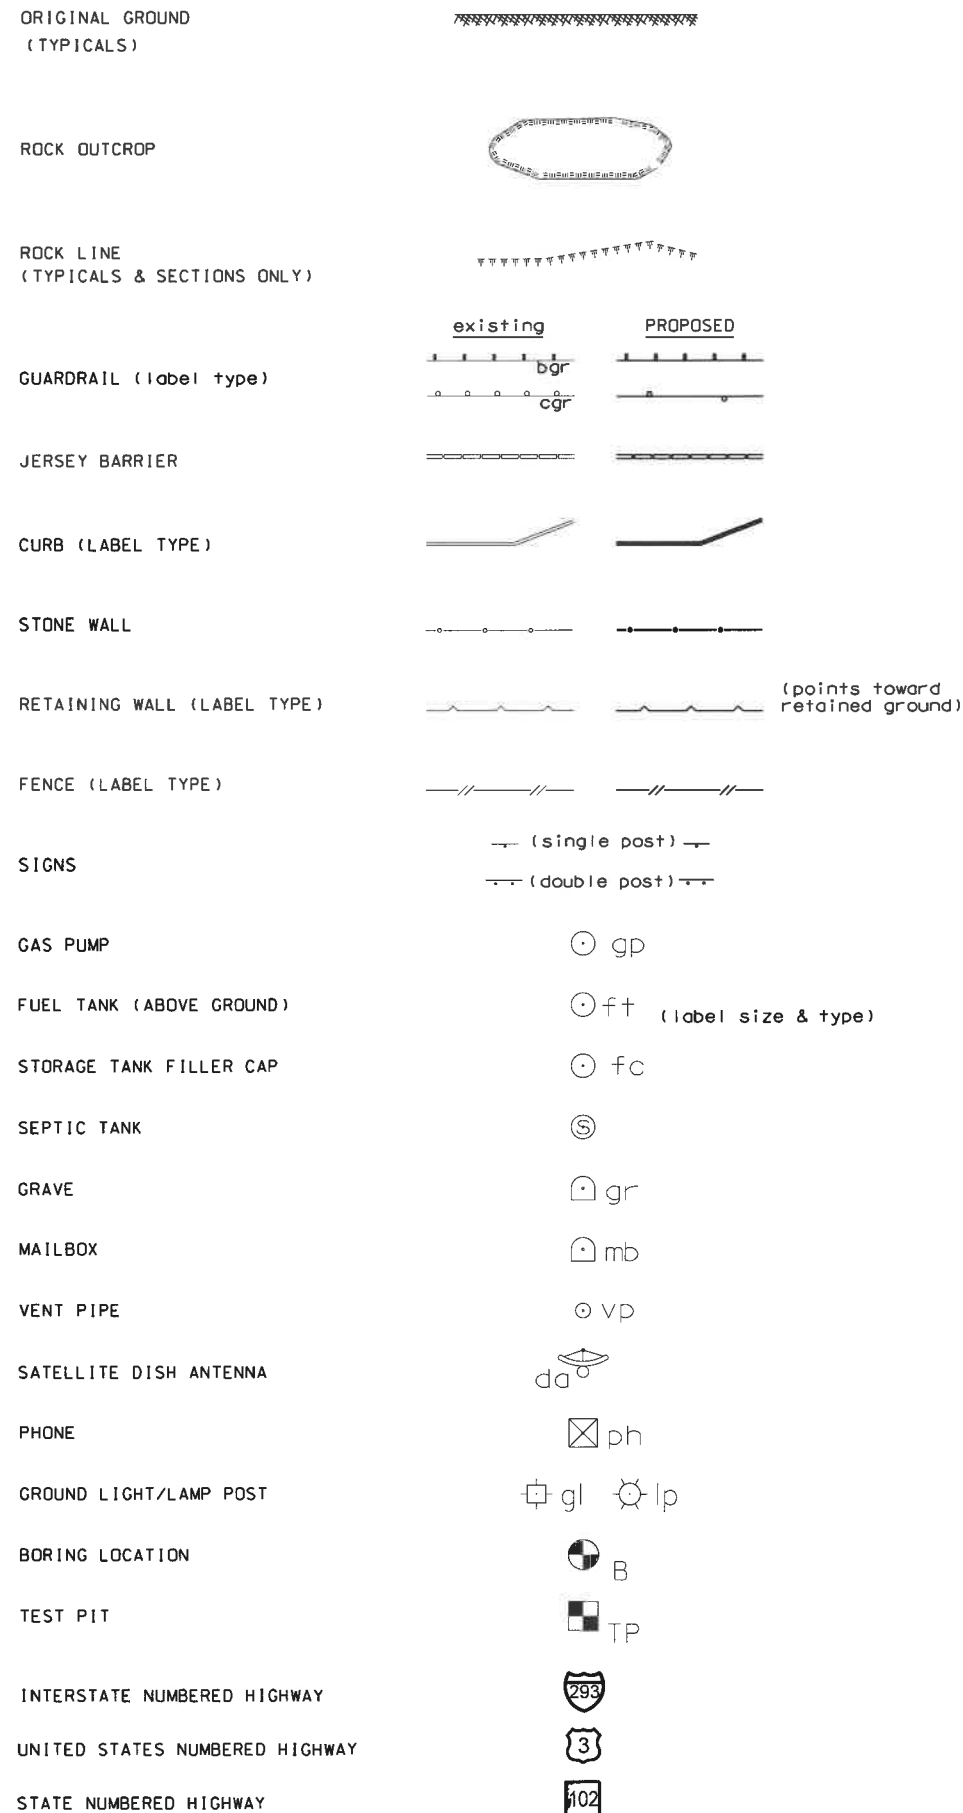 ORIGINAL GROUND
(TYPICALS)
ROCK OUTCROP
ROCK LINE
(TYPICALS & SECTIONS ONLY)
existing PROPOSED
GUARDRAIL (label type)
bgr
cgr
JERSEY BARRIER
CURB (LABEL TYPE)
STONE WALL
RETAINING WALL (LABEL TYPE)
(points toward
retained ground)
FENCE (LABEL TYPE)
SIGNS
(single post)
(double post)
GAS PUMP gp
FUEL TANK (ABOVE GROUND) ft (label size & type)
STORAGE TANK FILLER CAP fc
SEPTIC TANK S
GRAVE gr
MAILBOX mb
VENT PIPE vp
SATELLITE DISH ANTENNA da
PHONE ph
GROUND LIGHT/LAMP POST gl lp
BORING LOCATION B
TEST PIT TP
INTERSTATE NUMBERED HIGHWAY 293
UNITED STATES NUMBERED HIGHWAY 3
STATE NUMBERED HIGHWAY 102